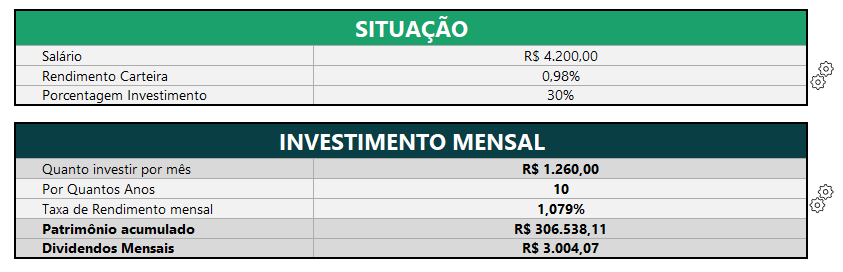 SITUAÇÃO
Salário R$ 4.200,00
Rendimento Carteira 0,98%
Porcentagem Investimento 30%
INVESTIMENTO MENSAL
Quanto investir por mês R$ 1.260,00
Por Quantos Anos 10
Taxa de Rendimento mensal 1,079%
Patrimônio acumulado R$ 306.538,11
Dividendos Mensais R$ 3.004,07